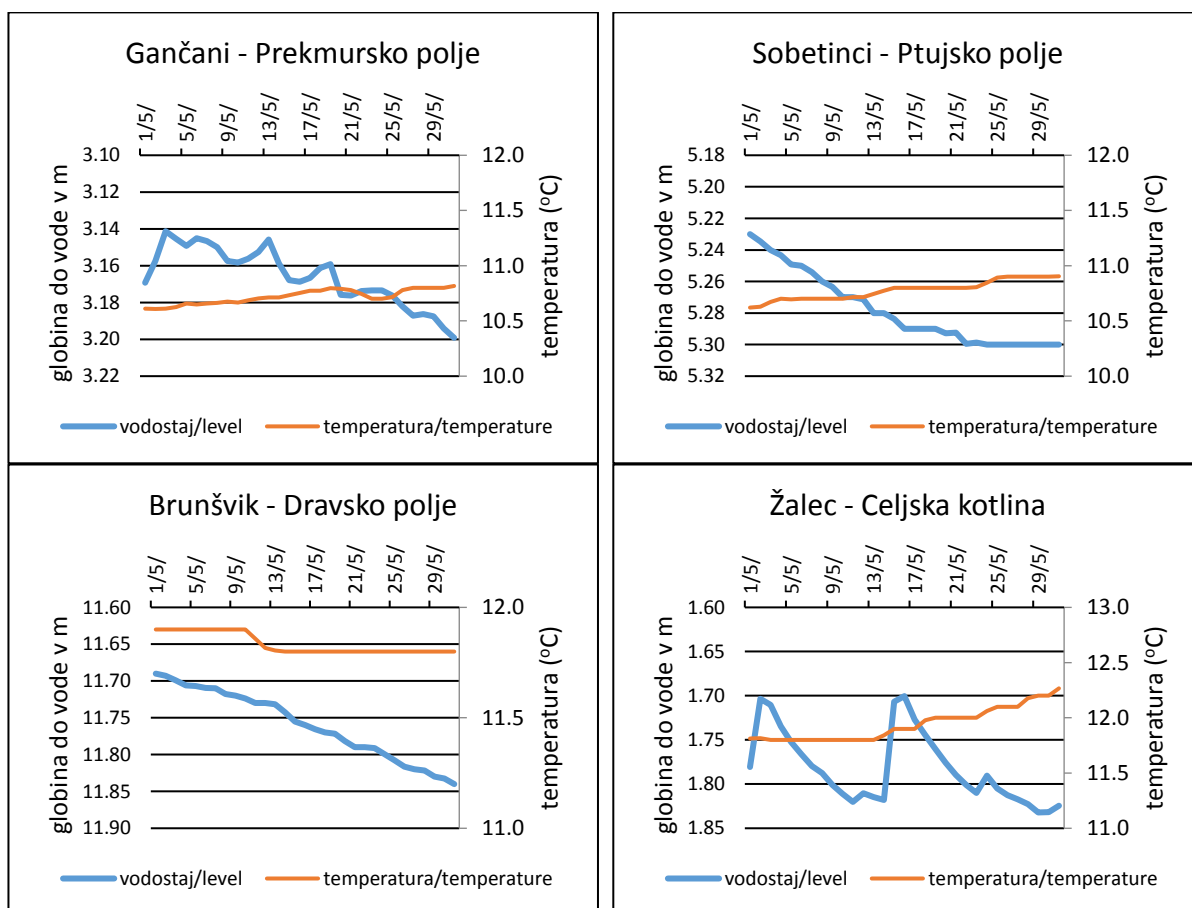 Gančani - Prekmursko polje
1/5/ 5/5/ 9/5/ 13/5/ 17/5/ 21/5/ 25/5/ 29/5/
globina do vode v m
3.10
3.12
3.14
3.16
3.18
3.20
3.22
12.0
11.5
11.0
10.5
10.0
temperatura (ºC)
vodostaj/level temperatura/temperature
Sobetinci - Ptujsko polje
1/5/ 5/5/ 9/5/ 13/5/ 17/5/ 21/5/ 25/5/ 29/5/
globina do vode v m
5.18
5.20
5.22
5.24
5.26
5.28
5.30
5.32
12.0
11.5
11.0
10.5
10.0
temperatura (ºC)
vodostaj/level temperatura/temperature
Brunšvik - Dravsko polje
1/5/ 5/5/ 9/5/ 13/5/ 17/5/ 21/5/ 25/5/ 29/5/
globina do vode v m
11.60
11.65
11.70
11.75
11.80
11.85
11.90
12.0
11.5
11.0
temperatura (ºC)
vodostaj/level temperatura/temperature
Žalec - Celjska kotlina
1/5/ 5/5/ 9/5/ 13/5/ 17/5/ 21/5/ 25/5/ 29/5/
globina do vode v m
1.60
1.65
1.70
1.75
1.80
1.85
13.0
12.5
12.0
11.5
11.0
temperatura (ºC)
vodostaj/level temperatura/temperature